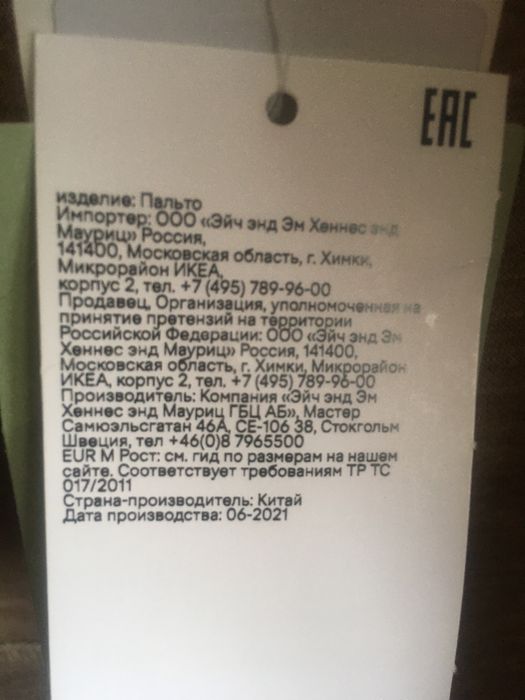 EAC
изделие: Пальто
Импортер: ООО «Эйч энд Эм Хеннес энд
Мауриц» Россия,
141400, Московская область, г. Химки,
Микрорайон ИКЕА,
корпус 2, тел. +7 (495) 789-96-00
Продавец, Организация, уполномоченная на
принятие претензий на территории
Российской Федерации: ООО «Эйч энд Эм
Хеннес энд Мауриц» Россия, 141400,
Московская область, г. Химки, Микрорайон
ИКЕА, корпус 2, тел. +7 (495) 789-96-00
Производитель: Компания «Эйч энд Эм
Хеннес энд Мауриц ГБЦ АБ», Мастер
Самюэльсгатан 46А, СЕ-106 38, Стокгольм
Швеция, тел +46(0)8 7965500
EUR M Рост: см. гид по размерам на нашем
сайте. Соответствует требованиям ТР ТС
017/2011
Страна-производитель: Китай
Дата производства: 06-2021